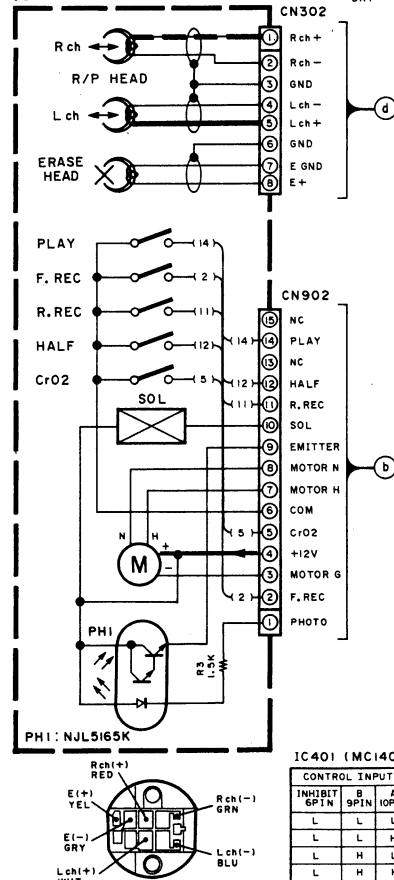 CN302
R ch
R/P HEAD
L ch
ERASE
HEAD
1 Rch+
2 Rch-
3 GND
4 Lch-
5 Lch+
6 GND
7 E GND
8 E+
d
PLAY (14)
F. REC (2)
R.REC (11)
HALF (12)
CrO2 (5)
SOL
CN902
15 NC
(14) 14 PLAY
13 NC
(12) 12 HALF
(11) 11 R.REC
10 SOL
9 EMITTER
8 MOTOR N
7 MOTOR H
6 COM
(5) 5 CrO2
4 +12V
3 MOTOR G
(2) 2 F.REC
1 PHOTO
b
N H
+
M
-
PH1
R3
1.5K
PH1: NJL5165K
Rch(+)
RED
E(+)
YEL
Rch(-)
GRN
E(-)
GRY
Lch(-)
BLU
Lch(+)
IC401 (MC140
CONTROL INPUT
INHIBIT B
6PIN 9PIN 10P
L L L
L L H
L H L
L H H